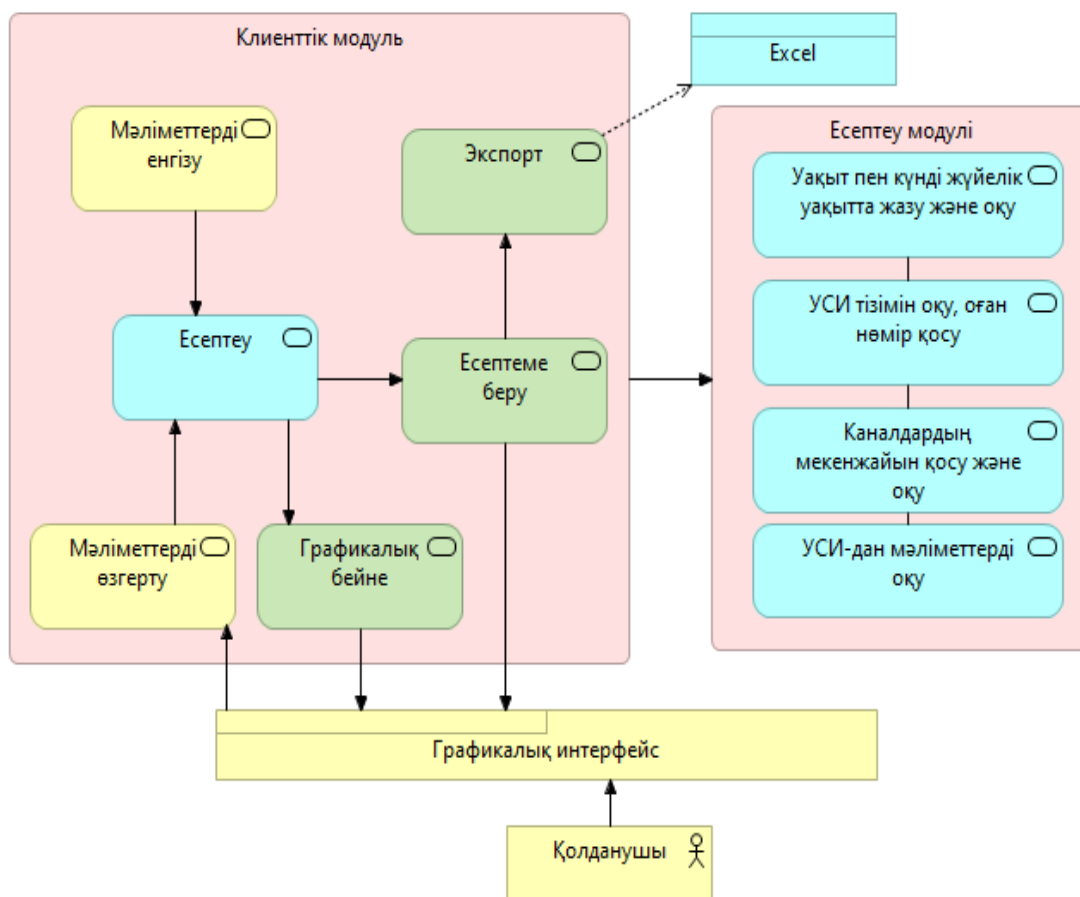 Клиенттік модуль
Мәліметтерді
енгізу
Экспорт
Есептеу
Есептеме
беру
Мәліметтерді
өзгерту
Графикалық
бейне
Excel
Есептеу модулі
Уақыт пен күнді жүйелік
уақытта жазу және оқу
УСИ тізімін оқу, оған
нөмір қосу
Каналдардың
мекенжайын қосу және
оқу
УСИ-дан мәліметтерді
оқу
Графикалық интерфейс
Қолданушы